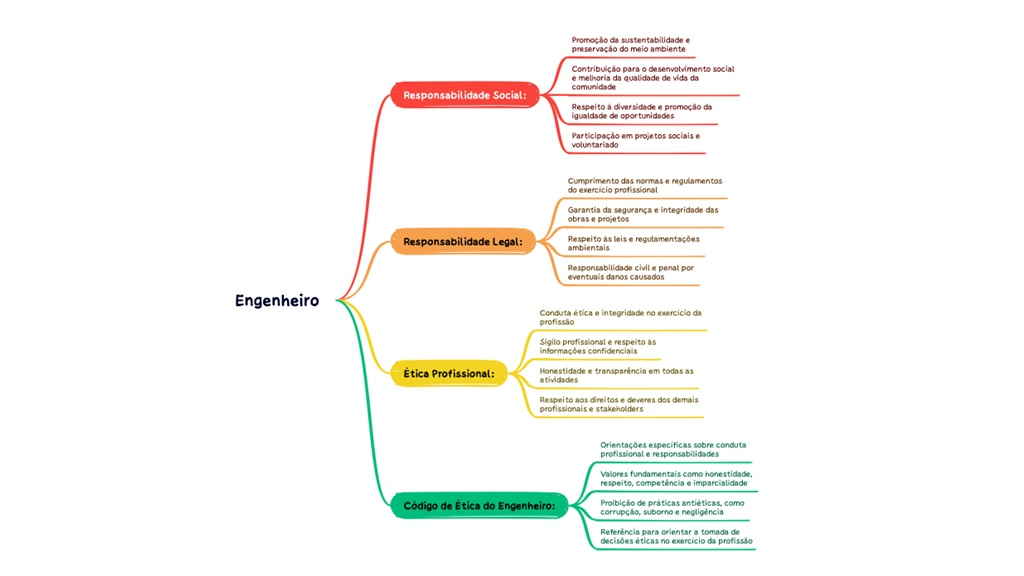 Engenheiro
Responsabilidade Social:
Promoção da sustentabilidade e
preservação do meio ambiente
Contribuição para o desenvolvimento social
e melhoria da qualidade de vida da
comunidade
Respeito à diversidade e promoção da
igualdade de oportunidades
Participação em projetos sociais e
voluntariado
Responsabilidade Legal:
Cumprimento das normas e regulamentos
do exercício profissional
Garantia da segurança e integridade das
obras e projetos
Respeito às leis e regulamentações
ambientais
Responsabilidade civil e penal por
eventuais danos causados
Ética Profissional:
Conduta ética e integridade no exercício da
profissão
Sigilo profissional e respeito às
informações confidenciais
Honestidade e transparência em todas as
atividades
Respeito aos direitos e deveres dos demais
profissionais e stakeholders
Código de Ética do Engenheiro:
Orientações específicas sobre conduta
profissional e responsabilidades
Valores fundamentais como honestidade,
respeito, competência e imparcialidade
Proibição de práticas antiéticas, como
corrupção, suborno e negligência
Referência para orientar a tomada de
decisões éticas no exercício da profissão